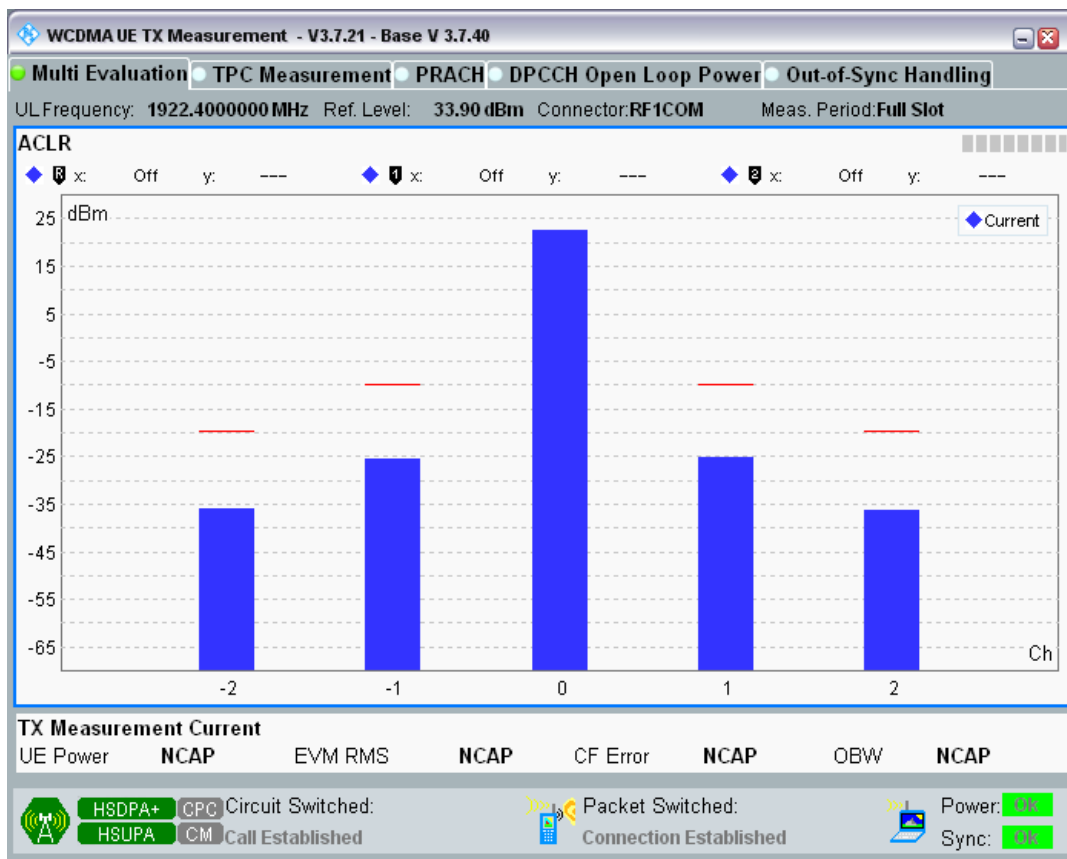 WCDMA UE TX Measurement - V3.7.21 - Base V 3.7.40
Multi Evaluation TPC Measurement PRACH DPCCH Open Loop Power Out-of-Sync Handling
UL Frequency: 1922.4000000 MHz Ref. Level: 33.90 dBm Connector:RF1COM Meas. Period:Full Slot
ACLR
R x: Off y: --- 1 x: Off y: --- 2 x: Off y: ---
dBm
Current
25
15
5
-5
-15
-25
-35
-45
-55
-65
Ch
-2 -1 0 1 2
TX Measurement Current
UE Power NCAP EVM RMS NCAP CF Error NCAP OBW NCAP
HSDPA+ CPC Circuit Switched: Packet Switched: Power: OK
HSUPA CM Call Established Connection Established Sync: OK